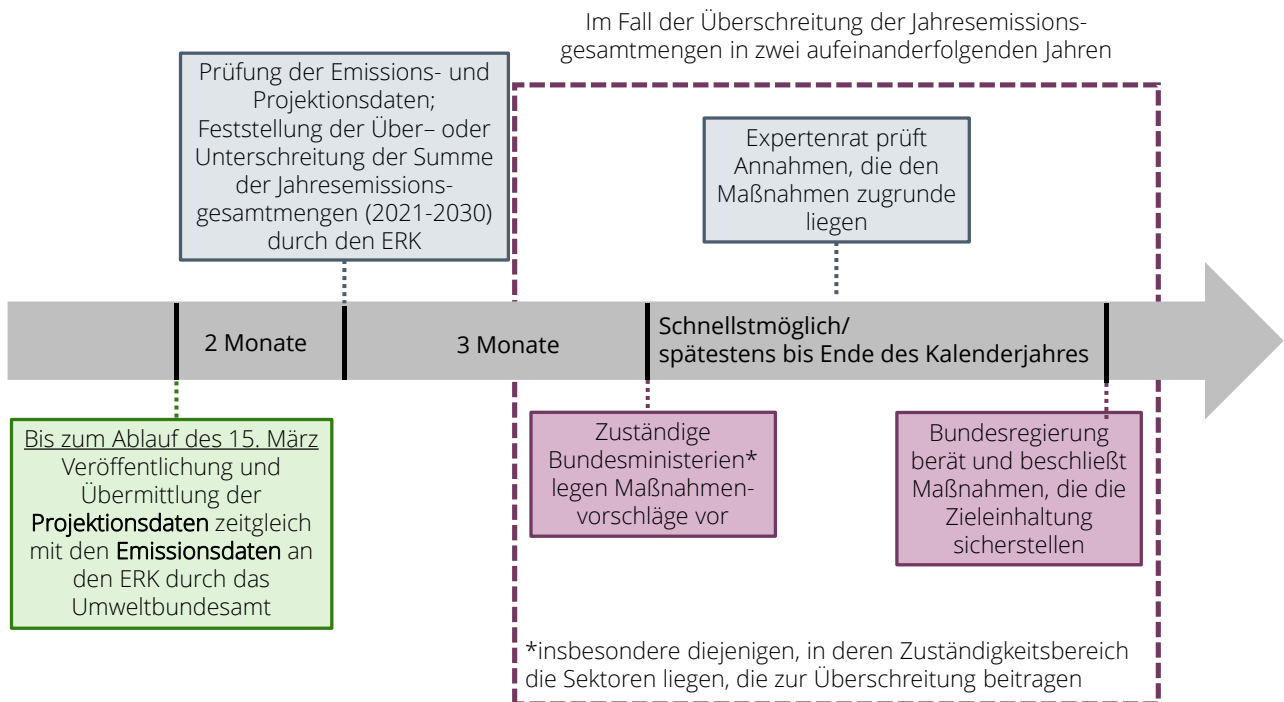 Im Fall der Überschreitung der Jahresemissions-
gesamtmengen in zwei aufeinanderfolgenden Jahren
Prüfung der Emissions- und
Projektionsdaten;
Feststellung der Über– oder
Unterschreitung der Summe
der Jahresemissions-
gesamtmengen (2021-2030)
durch den ERK
Expertenrat prüft
Annahmen, die den
Maßnahmen zugrunde
liegen
2 Monate
3 Monate
Schnellstmöglich/
spätestens bis Ende des Kalenderjahres
Bis zum Ablauf des 15. März
Veröffentlichung und
Übermittlung der
Projektionsdaten zeitgleich
mit den Emissionsdaten an
den ERK durch das
Umweltbundesamt
Zuständige
Bundesministerien*
legen Maßnahmen-
vorschläge vor
Bundesregierung
berät und beschließt
Maßnahmen, die die
Zieleinhaltung
sicherstellen
*insbesondere diejenigen, in deren Zuständigkeitsbereich
die Sektoren liegen, die zur Überschreitung beitragen